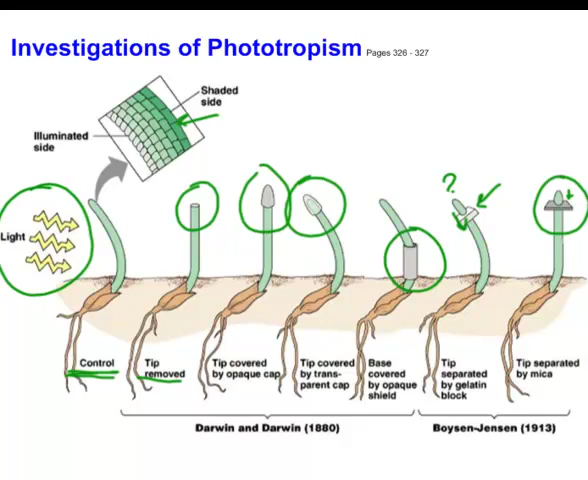 Investigations of Phototropism Pages 326 - 327
Shaded
side
Illuminated
side
Light
?
Control
Tip
removed
Tip covered
by opaque cap
Tip covered
by trans-
parent cap
Base
covered
by opaque
shield
Tip
separated
by gelatin
block
Tip separated
by mica
Darwin and Darwin (1880)
Boysen-Jensen (1913)